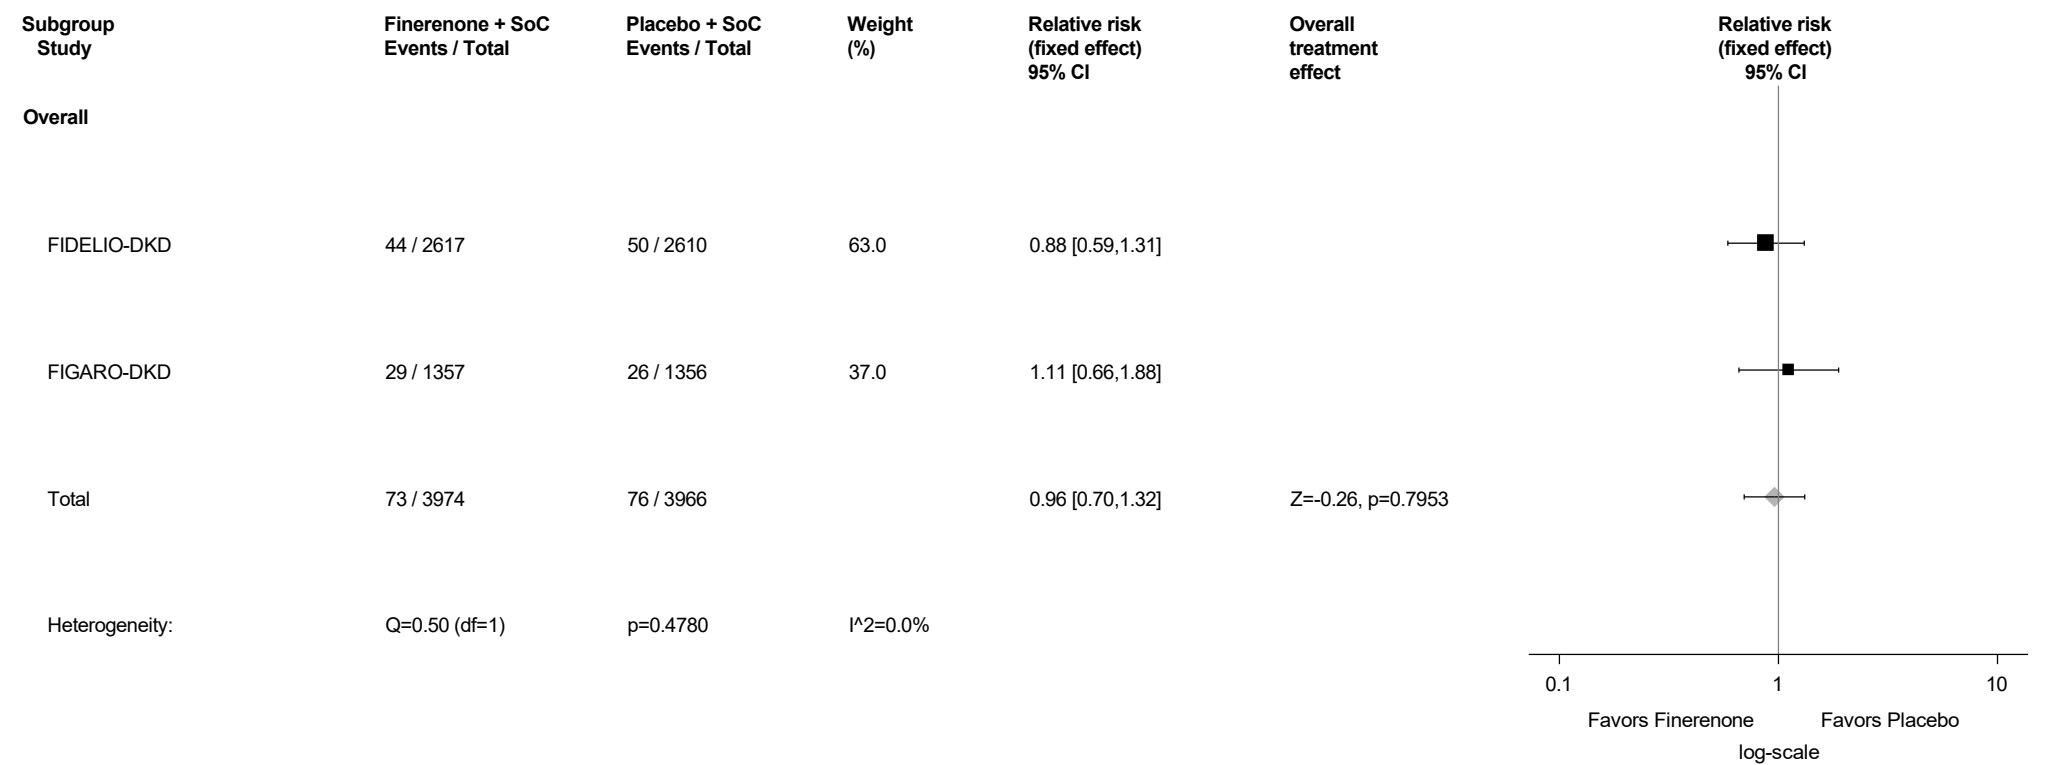 Subgroup Finerenone + SoC Placebo + SoC Weight Relative risk Overall Relative risk
Study Events / Total Events / Total (%) (fixed effect) treatment (fixed effect)
95% CI effect 95% CI
Overall
FIDELIO-DKD 44 / 2617 50 / 2610 63.0 0.88 [0.59,1.31]
FIGARO-DKD 29 / 1357 26 / 1356 37.0 1.11 [0.66,1.88]
Total 73 / 3974 76 / 3966 0.96 [0.70,1.32] Z=-0.26, p=0.7953
Heterogeneity: Q=0.50 (df=1) p=0.4780 I^2=0.0%
0.1 1 10
Favors Finerenone Favors Placebo
log-scale